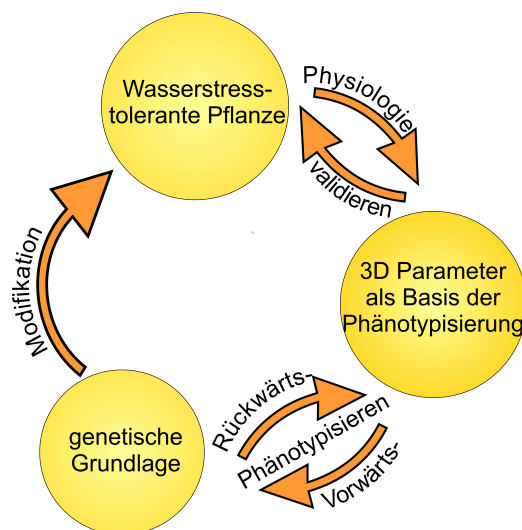 Wasserstress-
tolerante Pflanze
Physiologie
validieren
3D Parameter
als Basis der
Phänotypisierung
Modifikation
genetische
Grundlage
Rückwärts-
Phänotypisieren
Vorwärts-